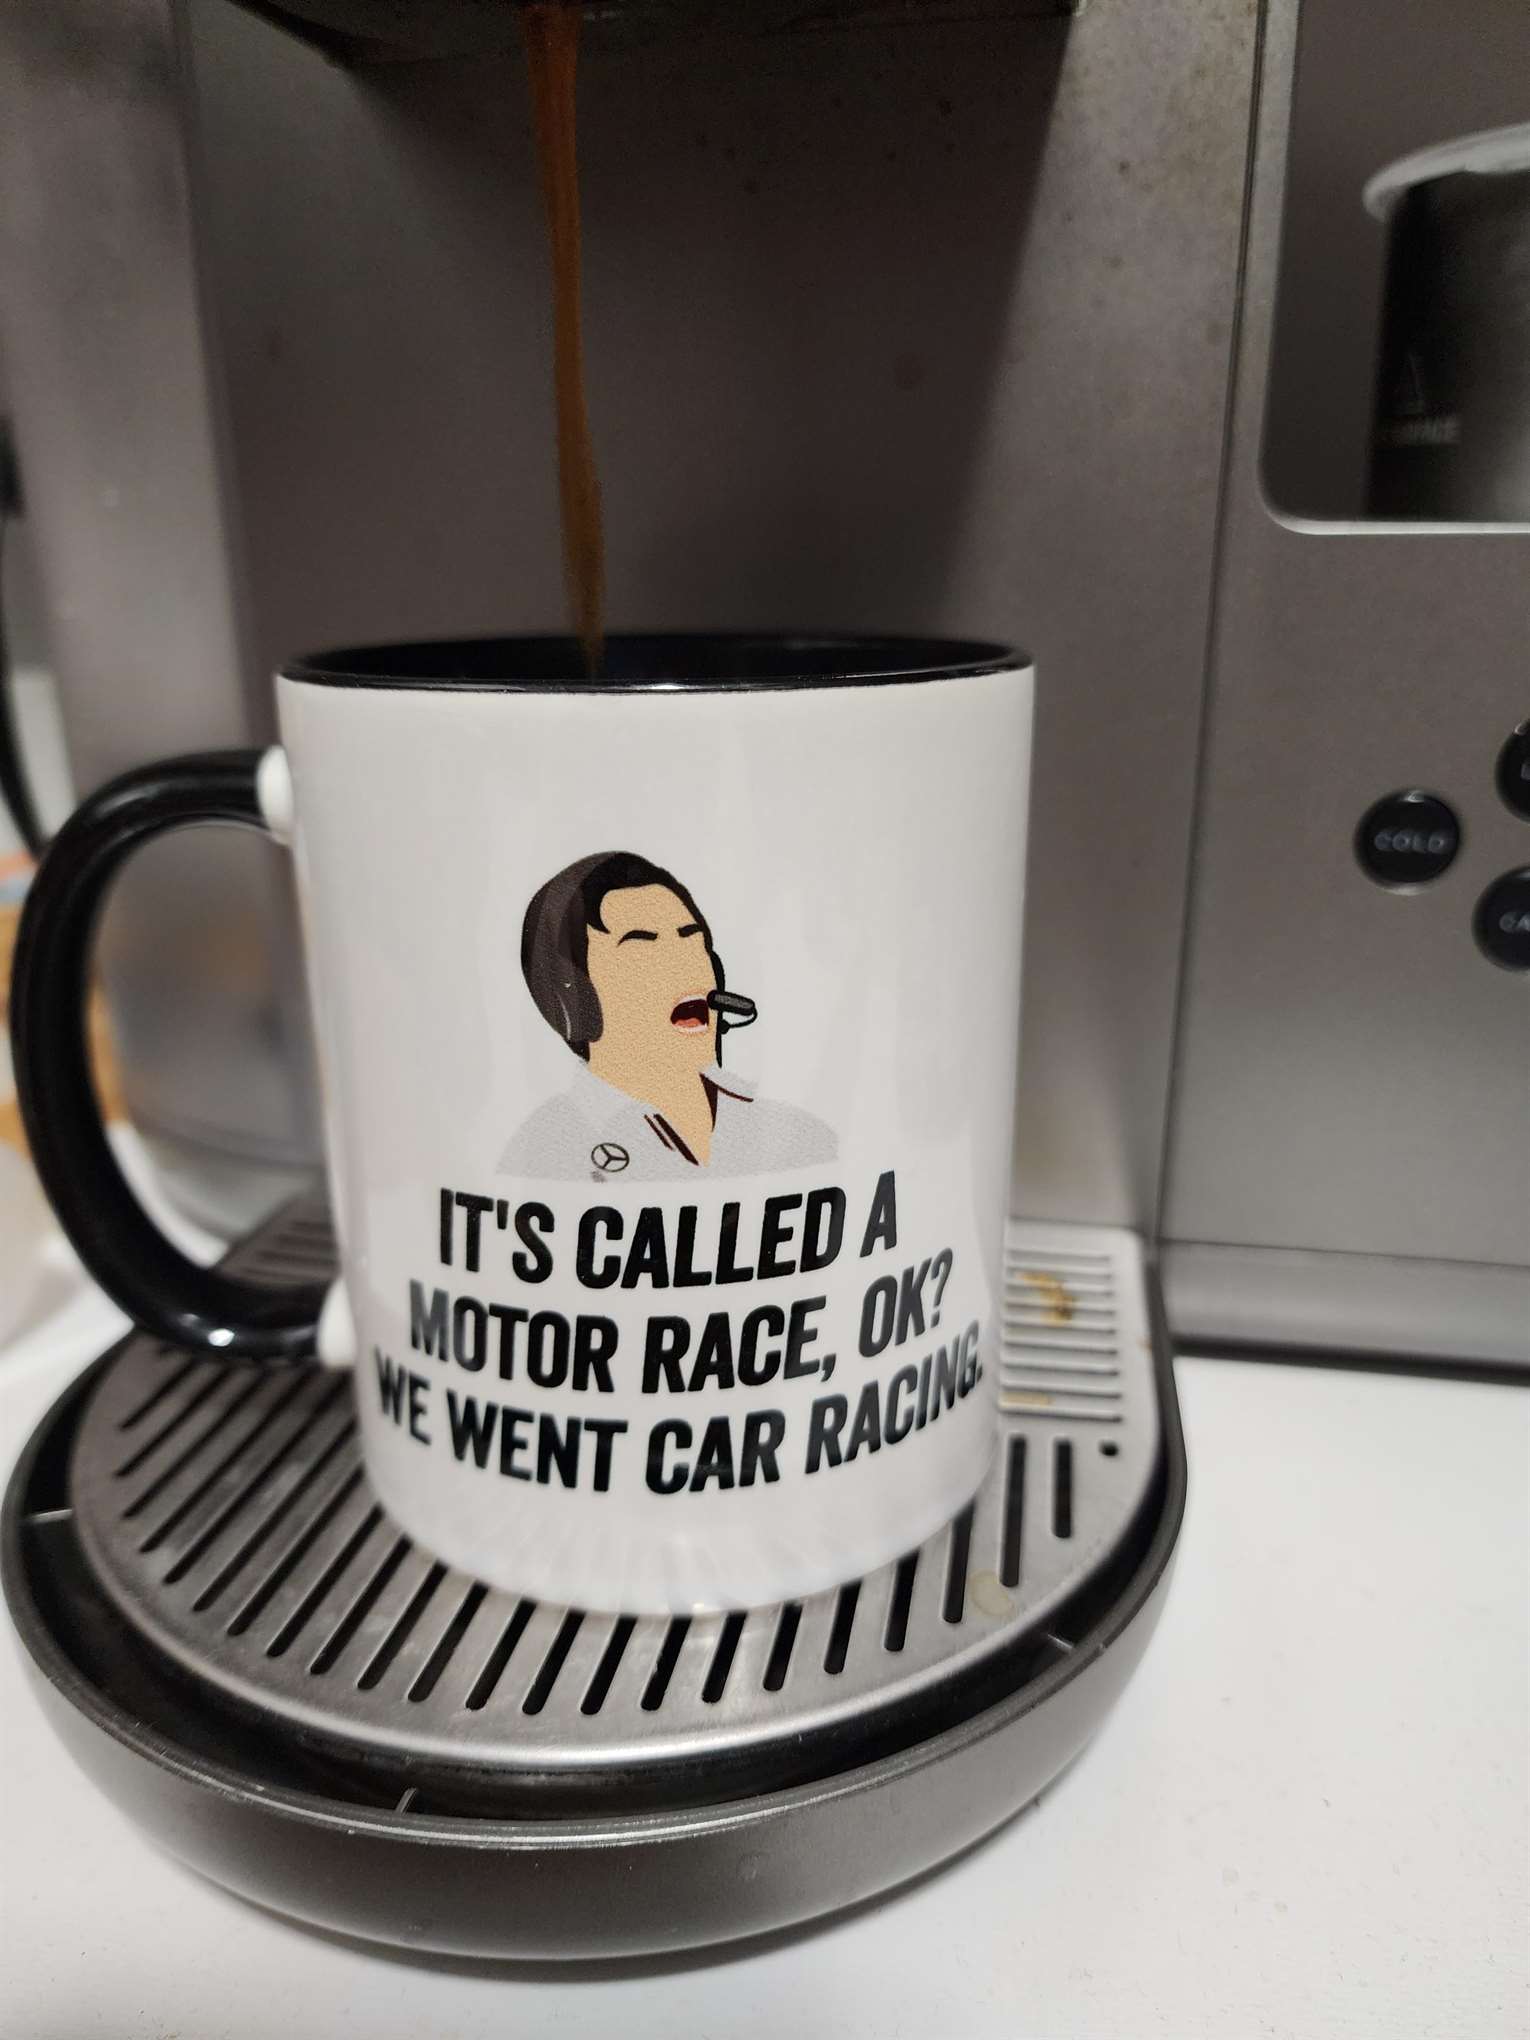 COLD
IT'S CALLED A
MOTOR RACE, OK?
WE WENT CAR RACING.